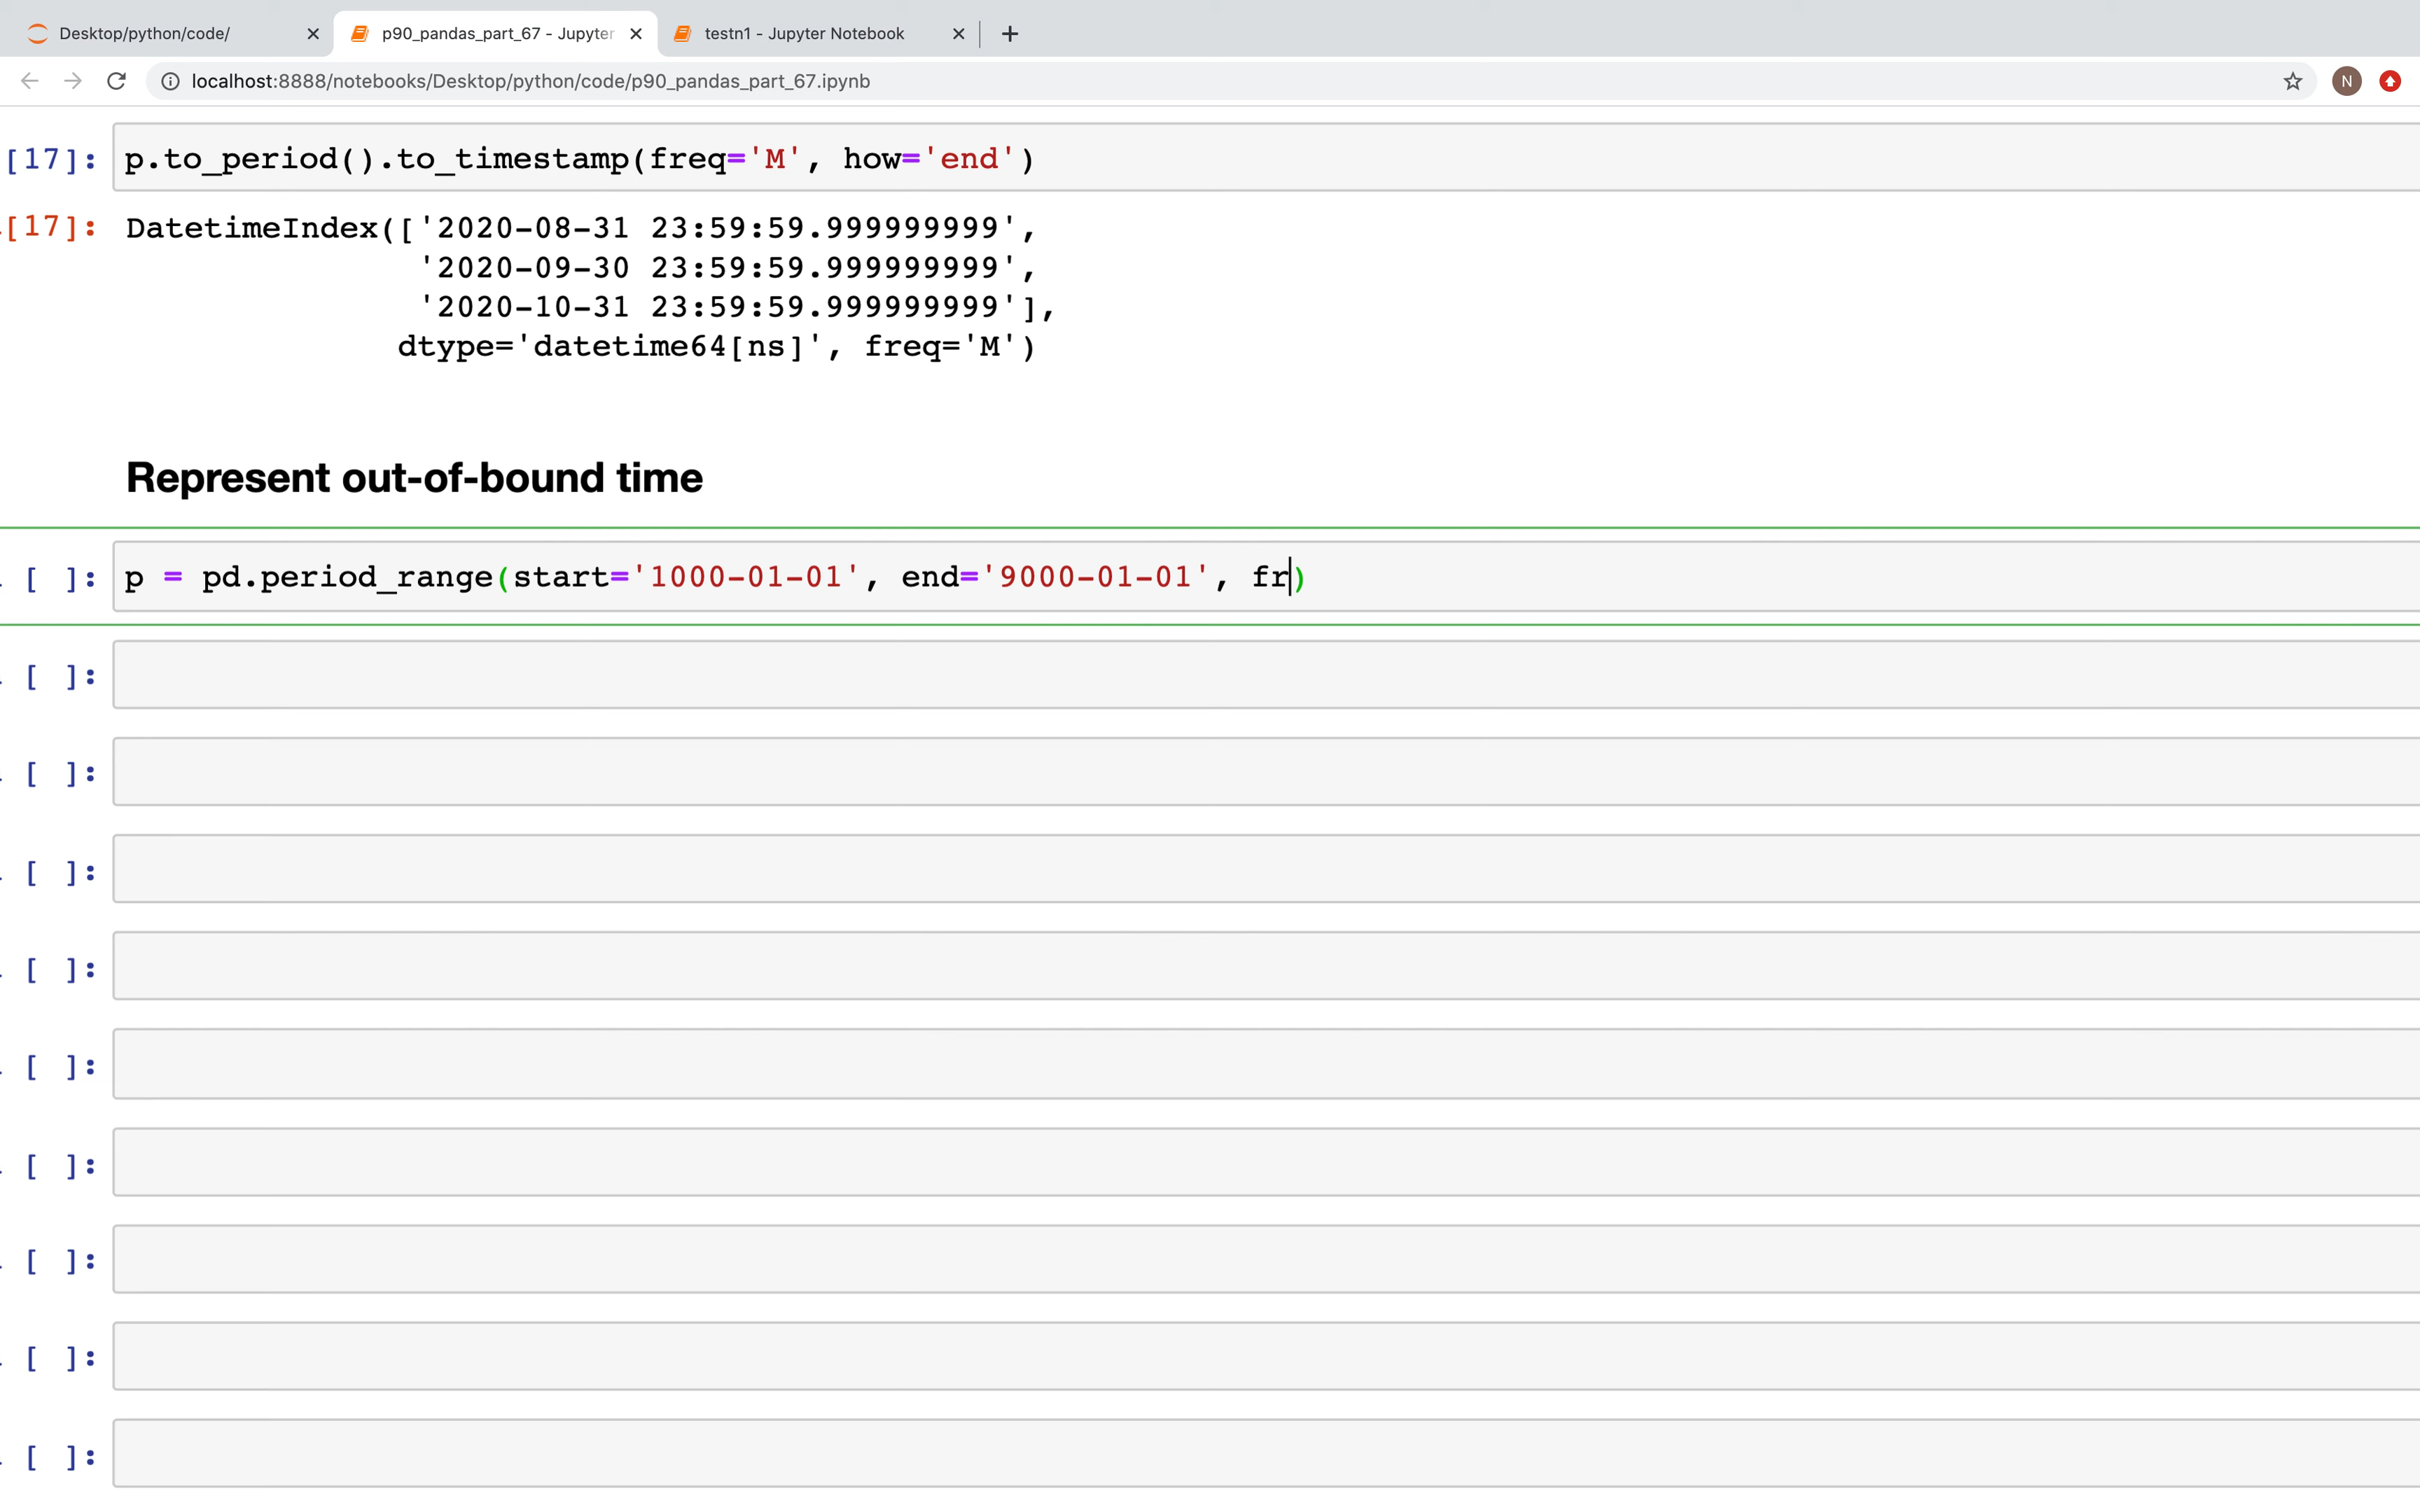 Desktop/python/code/
p90_pandas_part_67 - Jupyter
testn1 - Jupyter Notebook
localhost:8888/notebooks/Desktop/python/code/p90_pandas_part_67.ipynb
N
[17]: p.to_period().to_timestamp(freq='M', how='end')
[17]: DatetimeIndex(['2020-08-31 23:59:59.999999999',
'2020-09-30 23:59:59.999999999',
'2020-10-31 23:59:59.999999999'],
dtype='datetime64[ns]', freq='M')
Represent out-of-bound time
[ ]: p = pd.period_range(start='1000-01-01', end='9000-01-01', fr)
[ ]:
[ ]:
[ ]:
[ ]:
[ ]:
[ ]:
[ ]:
[ ]:
[ ]: